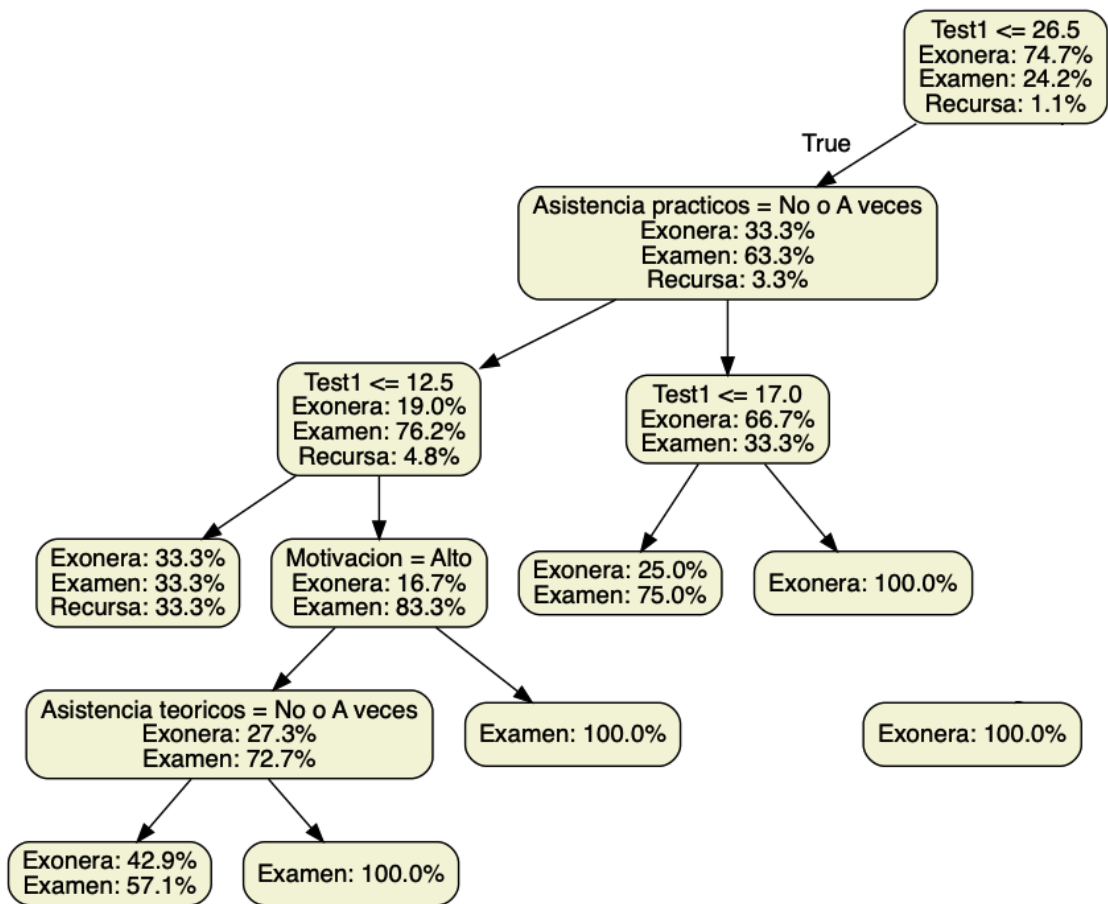 Test1 <= 26.5
Exonera: 74.7%
Examen: 24.2%
Recursa: 1.1%
True
Asistencia practicos = No o A veces
Exonera: 33.3%
Examen: 63.3%
Recursa: 3.3%
Test1 <= 12.5
Exonera: 19.0%
Examen: 76.2%
Recursa: 4.8%
Test1 <= 17.0
Exonera: 66.7%
Examen: 33.3%
Exonera: 33.3%
Examen: 33.3%
Recursa: 33.3%
Motivacion = Alto
Exonera: 16.7%
Examen: 83.3%
Exonera: 25.0%
Examen: 75.0%
Exonera: 100.0%
Asistencia teoricos = No o A veces
Exonera: 27.3%
Examen: 72.7%
Examen: 100.0%
Exonera: 100.0%
Exonera: 42.9%
Examen: 57.1%
Examen: 100.0%